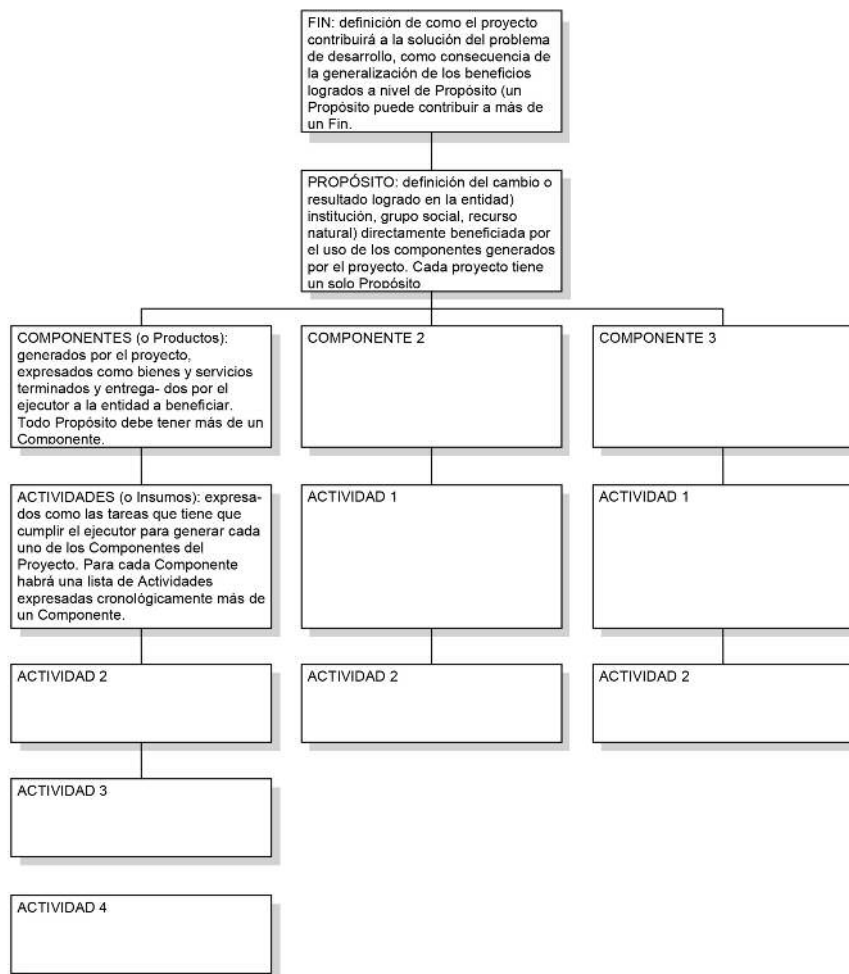 FIN: definición de como el proyecto
contribuirá a la solución del problema
de desarrollo, como consecuencia de
la generalización de los beneficios
logrados a nivel de Propósito (un
Propósito puede contribuir a más de
un Fin.
PROPÓSITO: definición del cambio o
resultado logrado en la entidad)
institución, grupo social, recurso
natural) directamente beneficiada por
el uso de los componentes generados
por el proyecto. Cada proyecto tiene
un solo Propósito
COMPONENTES (o Productos):
generados por el proyecto,
expresados como bienes y servicios
terminados y entrega- dos por el
ejecutor a la entidad a beneficiar.
Todo Propósito debe tener más de un
Componente.
COMPONENTE 2
COMPONENTE 3
ACTIVIDADES (o Insumos): expresa-
dos como las tareas que tiene que
cumplir el ejecutor para generar cada
uno de los Componentes del
Proyecto. Para cada Componente
habrá una lista de Actividades
expresadas cronológicamente más de
un Componente.
ACTIVIDAD 1
ACTIVIDAD 1
ACTIVIDAD 2
ACTIVIDAD 2
ACTIVIDAD 2
ACTIVIDAD 3
ACTIVIDAD 4